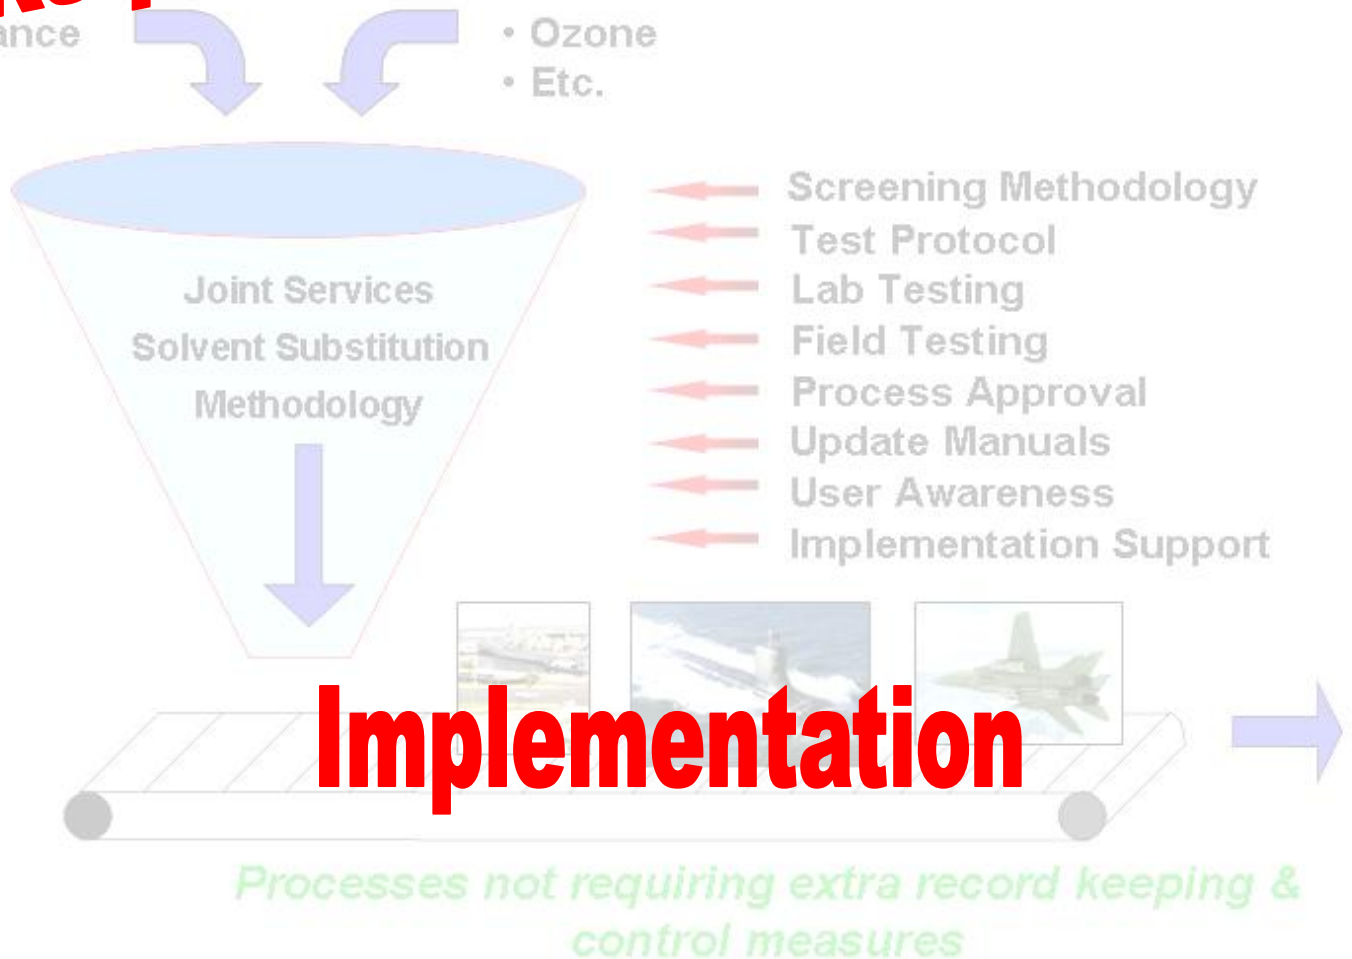 • Ozone
• Etc.
Screening Methodology
Test Protocol
Lab Testing
Field Testing
Process Approval
Update Manuals
User Awareness
Implementation Support
Joint Services
Solvent Substitution
Methodology
Implementation
Processes not requiring extra record keeping &
control measures